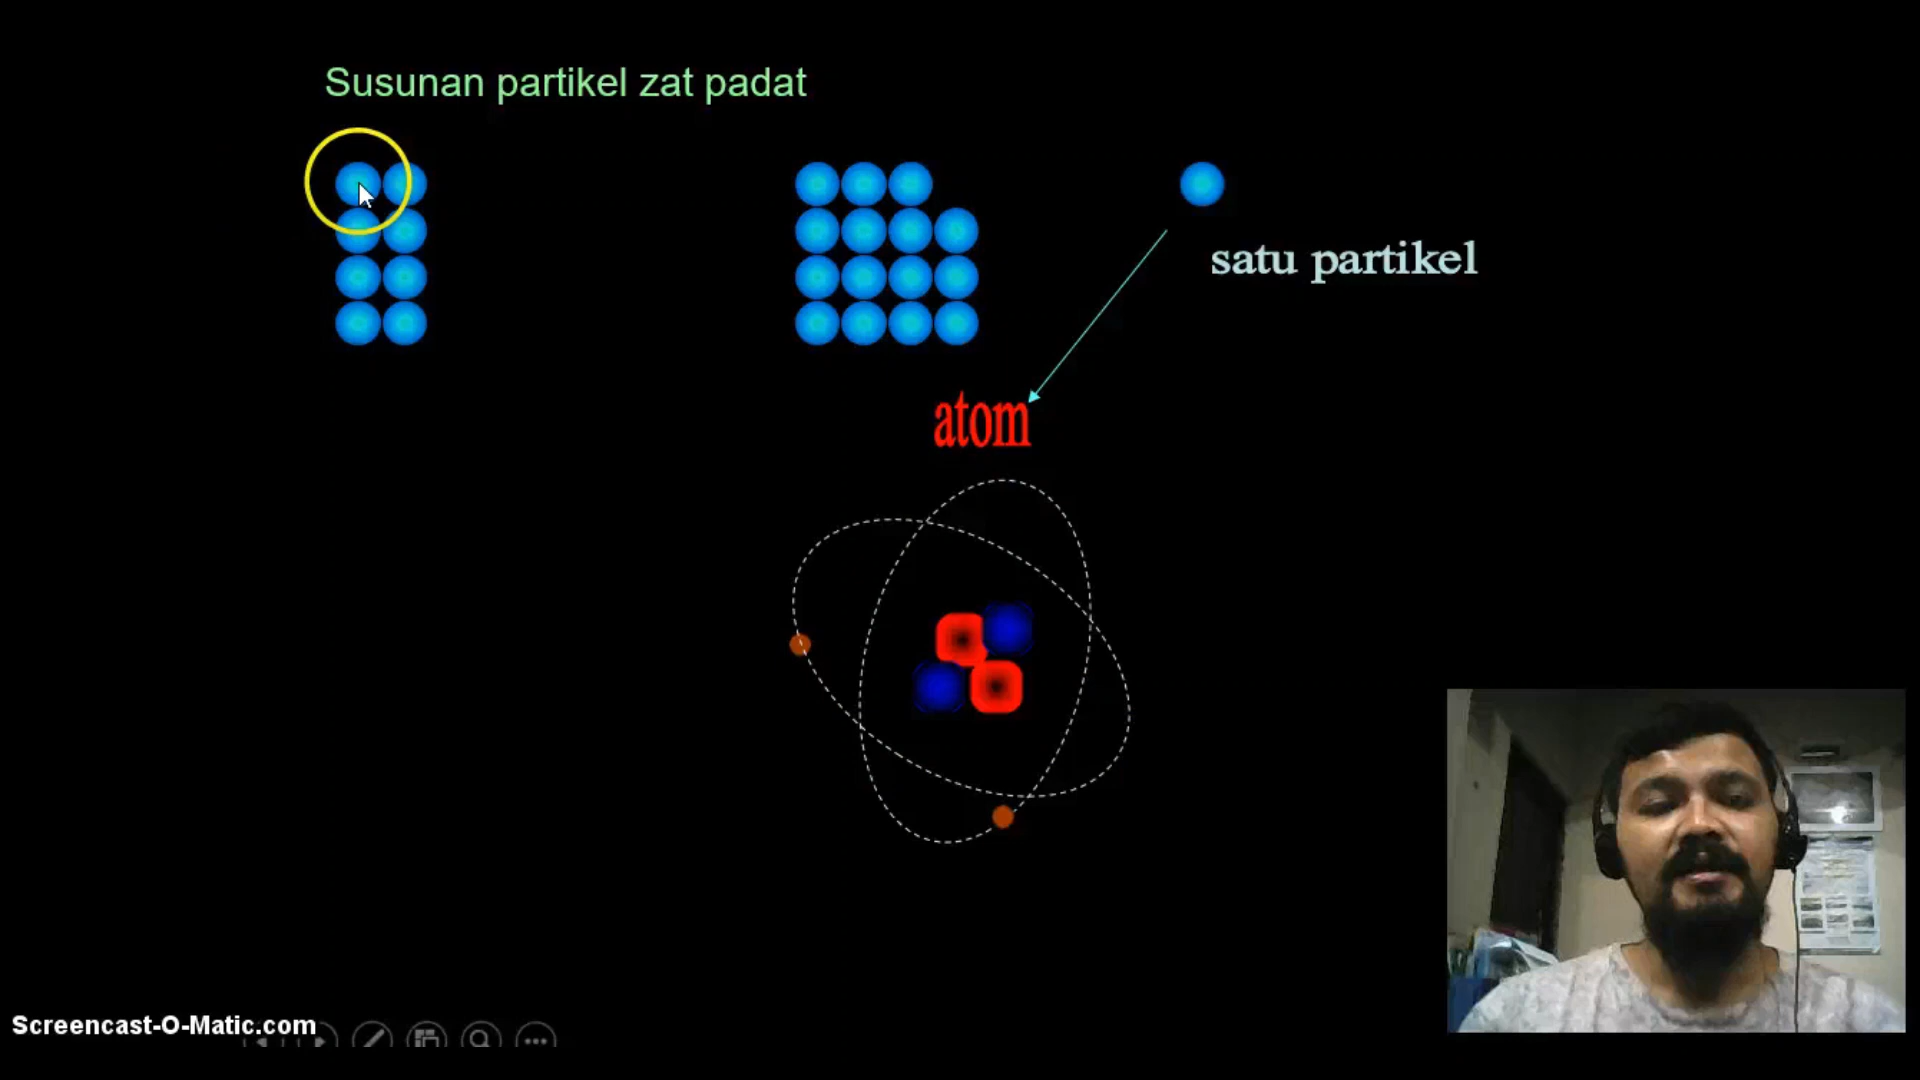 Susunan partikel zat padat
satu partikel
atom
Screencast-O-Matic.com